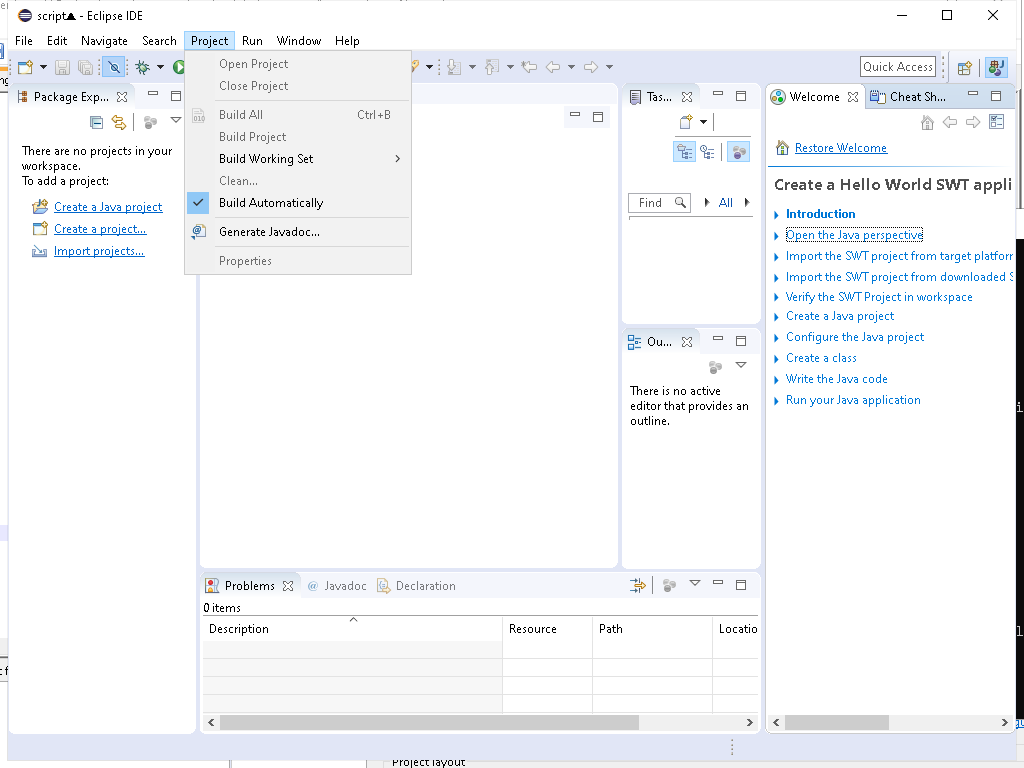 script▲ - Eclipse IDE
File Edit Navigate Search Project Run Window Help
Quick Access
Open Project
Close Project
Build All Ctrl+B
Build Project
Build Working Set
Clean...
Build Automatically
Generate Javadoc...
Properties
Package Exp...
There are no projects in your
workspace.
To add a project:
Create a Java project
Create a project...
Import projects...
Tas...
Find
All
Ou...
There is no active
editor that provides an
outline.
Welcome
Cheat Sh...
Restore Welcome
Create a Hello World SWT appli
Introduction
Open the Java perspective
Import the SWT project from target platform
Import the SWT project from downloaded S
Verify the SWT Project in workspace
Create a Java project
Configure the Java project
Create a class
Write the Java code
Run your Java application
Problems @ Javadoc Declaration
0 items
Description Resource Path Locatio
Project layout